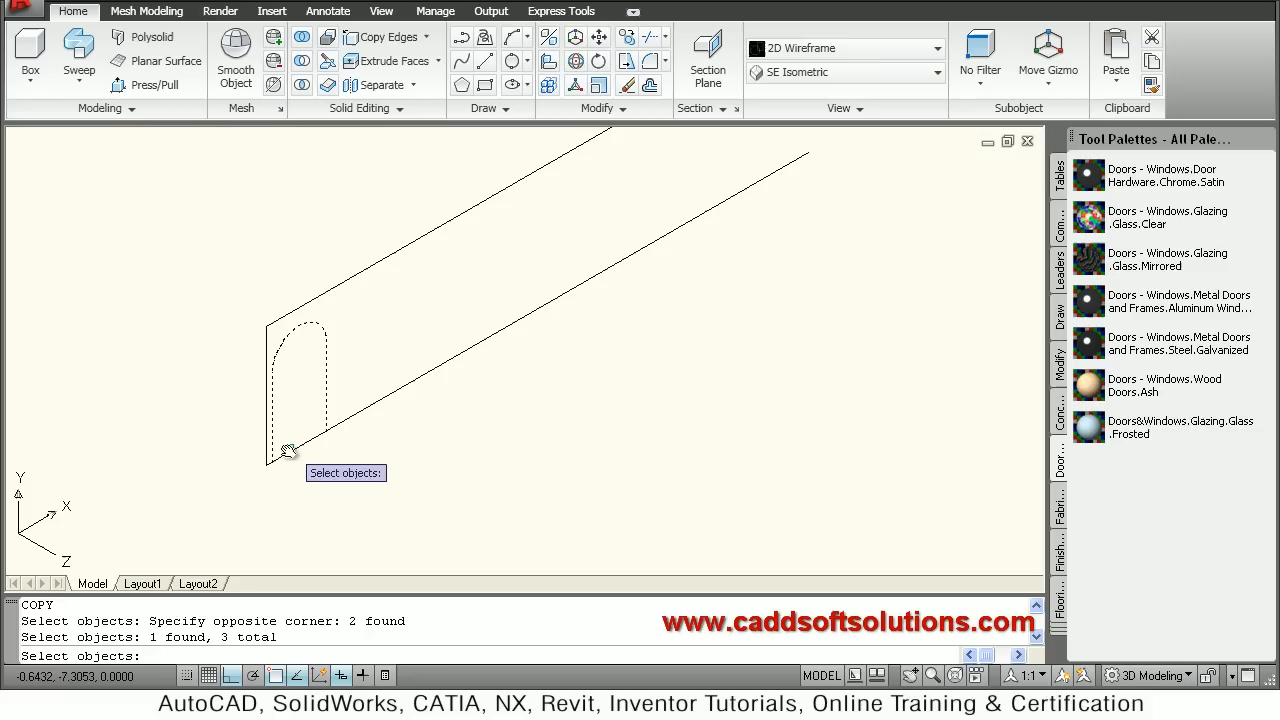 Home Mesh Modeling Render Insert Annotate View Manage Output Express Tools
Box
Sweep
Polysolid
Planar Surface
Press/Pull
Smooth
Object
Copy Edges
Extrude Faces
Separate
Section
Plane
2D Wireframe
SE Isometric
No Filter
Move Gizmo
Paste
Modeling
Mesh
Solid Editing
Draw
Modify
Section
View
Subobject
Clipboard
Tool Palettes - All Pale...
Tables
Com...
Leaders
Draw
Modify
Conc...
Door...
Fabri...
Finish...
Floori...
Doors - Windows.Door
Hardware.Chrome.Satin
Doors - Windows.Glazing
.Glass.Clear
Doors - Windows.Glazing
.Glass.Mirrored
Doors - Windows.Metal Doors
and Frames.Aluminum Wind...
Doors - Windows.Metal Doors
and Frames.Steel.Galvanized
Doors - Windows.Wood
Doors.Ash
Doors&Windows.Glazing.Glass
.Frosted
Select objects:
Y
X
Z
Model Layout1 Layout2
COPY
Select objects: Specify opposite corner: 2 found
Select objects: 1 found, 3 total
Select objects:
www.caddsoftsolutions.com
-0.6432, -7.3053, 0.0000
MODEL
1:1
3D Modeling
AutoCAD, SolidWorks, CATIA, NX, Revit, Inventor Tutorials, Online Training & Certification